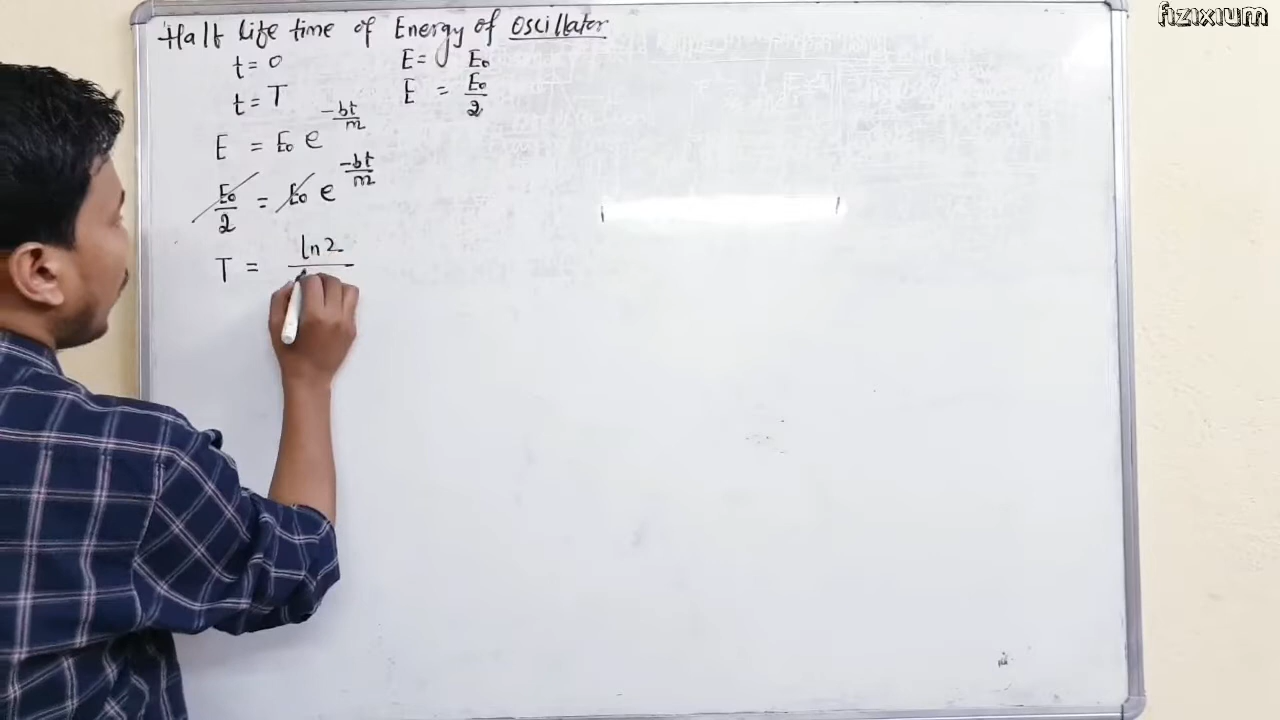 fizixium
Half Life time of Energy of Oscillator
t = 0 E = E₀
t = T E = E₀/2
E = E₀ e^(-bt/m)
E₀/2 = E₀ e^(-bt/m)
T = ln2